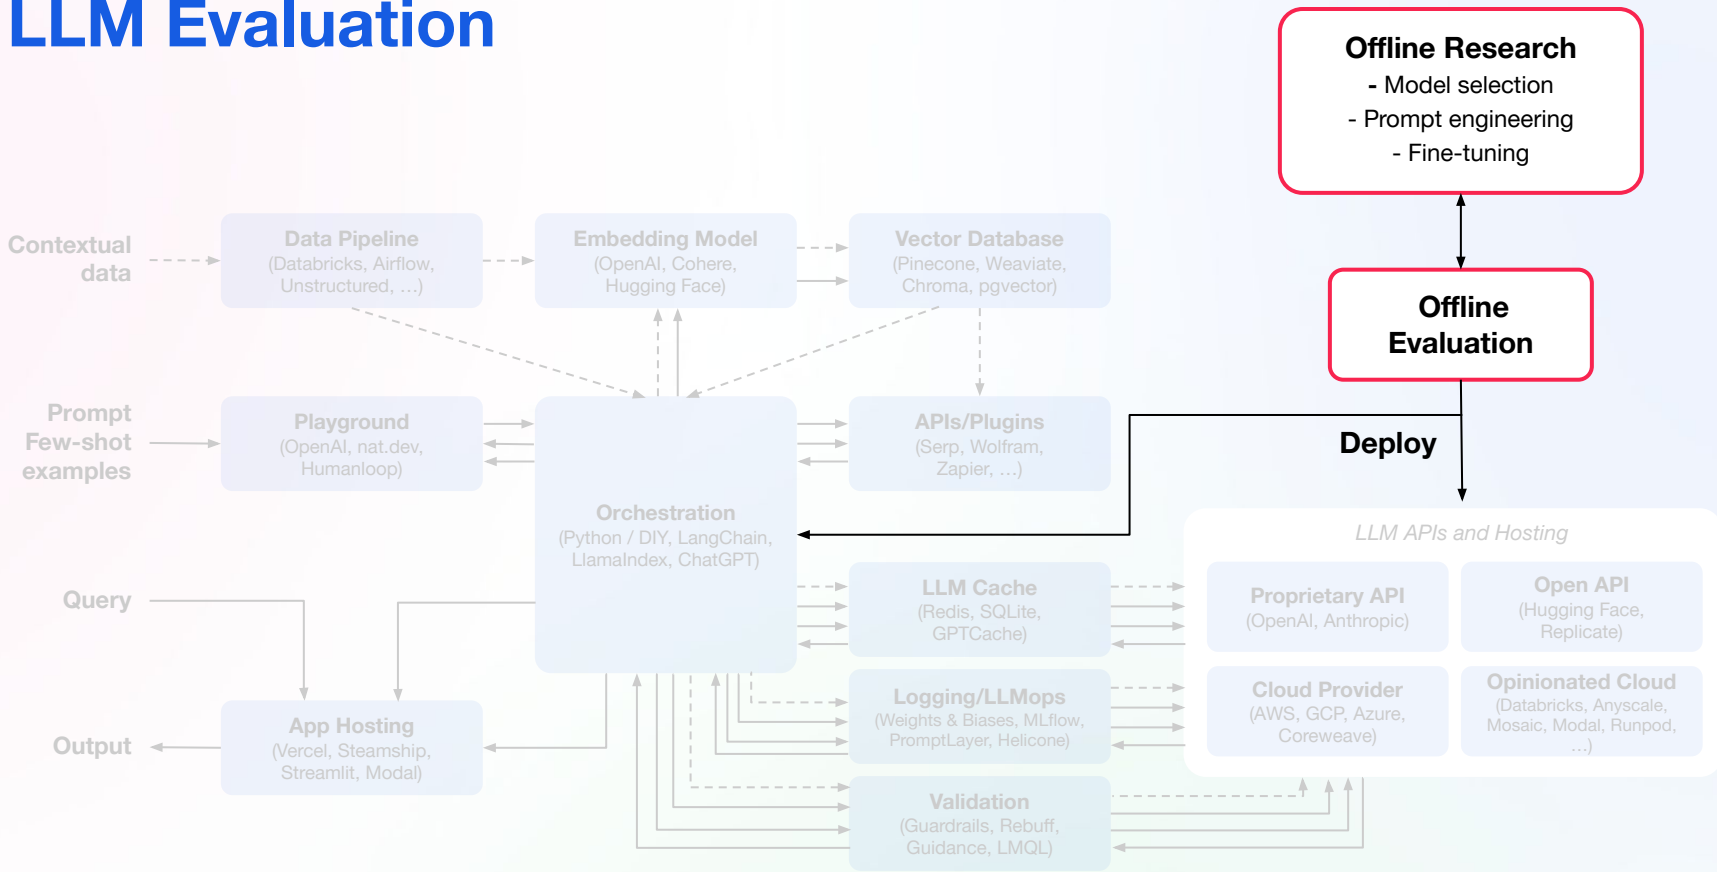 LLM Evaluation
Offline Research
- Model selection
- Prompt engineering
- Fine-tuning
Contextual
data
Data Pipeline
(Databricks, Airflow,
Unstructured, …)
Embedding Model
(OpenAI, Cohere,
Hugging Face)
Vector Database
(Pinecone, Weaviate,
Chroma, pgvector)
Offline
Evaluation
Prompt
Few-shot
examples
Playground
(OpenAI, nat.dev,
Humanloop)
APIs/Plugins
(Serp, Wolfram,
Zapier, …)
Deploy
Orchestration
(Python / DIY, LangChain,
LlamaIndex, ChatGPT)
LLM APIs and Hosting
Query
LLM Cache
(Redis, SQLite,
GPTCache)
Proprietary API
(OpenAI, Anthropic)
Open API
(Hugging Face,
Replicate)
Output
App Hosting
(Vercel, Steamship,
Streamlit, Modal)
Logging/LLMops
(Weights & Biases, MLflow,
PromptLayer, Helicone)
Cloud Provider
(AWS, GCP, Azure,
Coreweave)
Opinionated Cloud
(Databricks, Anyscale,
Mosaic, Modal, Runpod,
…)
Validation
(Guardrails, Rebuff,
Guidance, LMQL)